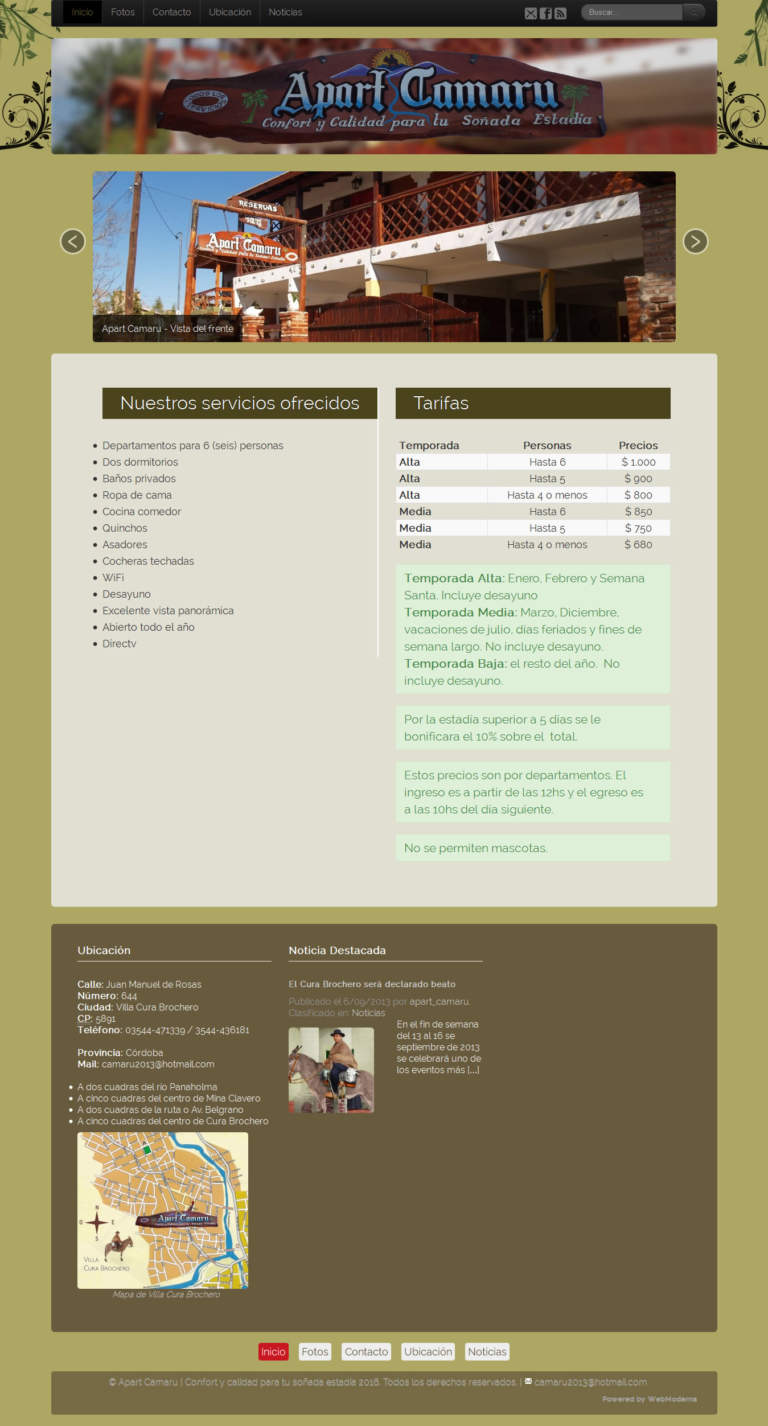 Inicio Fotos Contacto Ubicación Noticias Buscar...
Apart Camaru
Confort y Calidad para tu Soñada Estadía
RESERVAS
Apart Camaru
Apart Camaru - Vista del frente
Nuestros servicios ofrecidos
Departamentos para 6 (seis) personas
Dos dormitorios
Baños privados
Ropa de cama
Cocina comedor
Quinchos
Asadores
Cocheras techadas
WiFi
Desayuno
Excelente vista panorámica
Abierto todo el año
Directv
Tarifas
Temporada Personas Precios
Alta Hasta 6 $ 1.000
Alta Hasta 5 $ 900
Alta Hasta 4 o menos $ 800
Media Hasta 6 $ 850
Media Hasta 5 $ 750
Media Hasta 4 o menos $ 680
Temporada Alta: Enero, Febrero y Semana
Santa. Incluye desayuno
Temporada Media: Marzo, Diciembre,
vacaciones de julio, dias feriados y fines de
semana largo. No incluye desayuno.
Temporada Baja: el resto del año. No
incluye desayuno.
Por la estadía superior a 5 días se le
bonificara el 10% sobre el total.
Estos precios son por departamentos. El
ingreso es a partir de las 12hs y el egreso es
a las 10hs del día siguiente.
No se permiten mascotas.
Ubicación
Calle: Juan Manuel de Rosas
Número: 644
Ciudad: Villa Cura Brochero
CP: 5891
Teléfono: 03544-471339 / 3544-436181
Provincia: Córdoba
Mail: camaru2013@hotmail.com
A dos cuadras del río Panaholma
A cinco cuadras del centro de Mina Clavero
A dos cuadras de la ruta o Av. Belgrano
A cinco cuadras del centro de Cura Brochero
N
O E
S
Apart Camaru
VILLA
CURA BROCHERO
Mapa de Villa Cura Brochero
Noticia Destacada
El Cura Brochero será declarado beato
Publicado el 6/09/2013 por apart_camaru.
Clasificado en: Noticias
En el fin de semana
del 13 al 16 se
septiembre de 2013
se celebrará uno de
los eventos más [...]
Inicio Fotos Contacto Ubicación Noticias
© Apart Camaru | Confort y calidad para tu soñada estadía 2016. Todos los derechos reservados. | camaru2013@hotmail.com
Powered by WebModerna